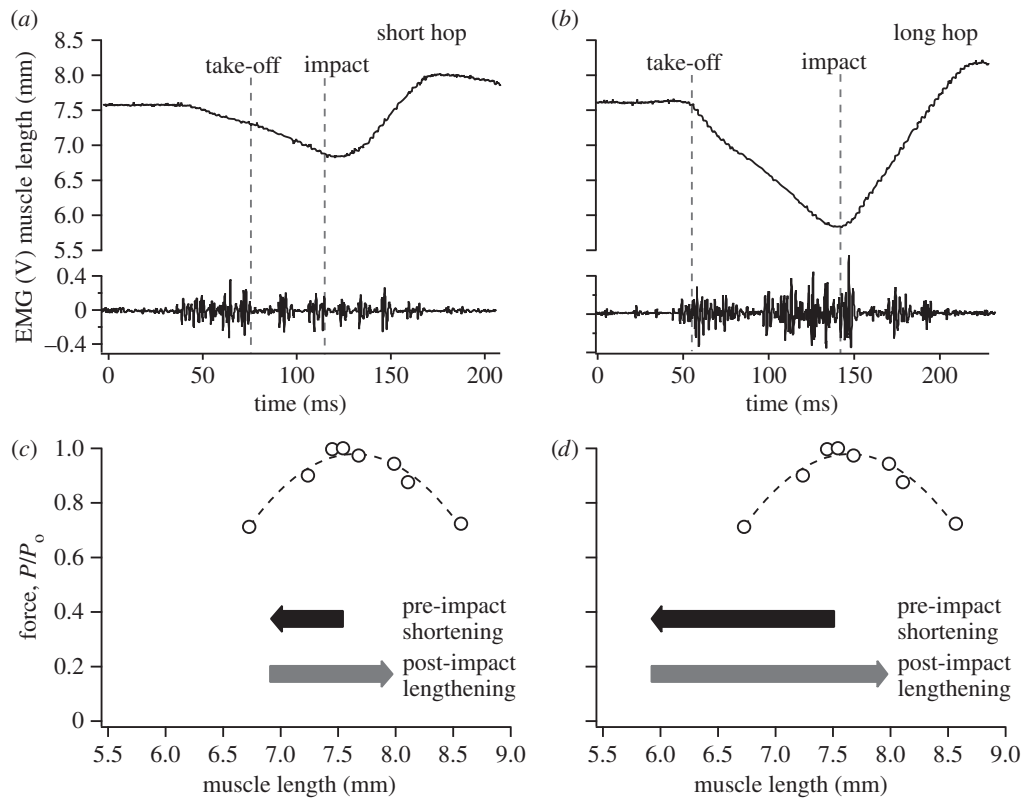 (a)
short hop
8.5
take-off
impact
8.0
7.5
7.0
6.5
6.0
5.5
muscle length (mm)
0.4
0
−0.4
EMG (V)
0 50 100 150 200
time (ms)
(b)
long hop
take-off
impact
0 50 100 150 200
time (ms)
(c)
1.0
0.8
0.6
0.4
0.2
0
force, P/Po
pre-impact
shortening
post-impact
lengthening
5.5 6.0 6.5 7.0 7.5 8.0 8.5 9.0
muscle length (mm)
(d)
pre-impact
shortening
post-impact
lengthening
5.5 6.0 6.5 7.0 7.5 8.0 8.5 9.0
muscle length (mm)